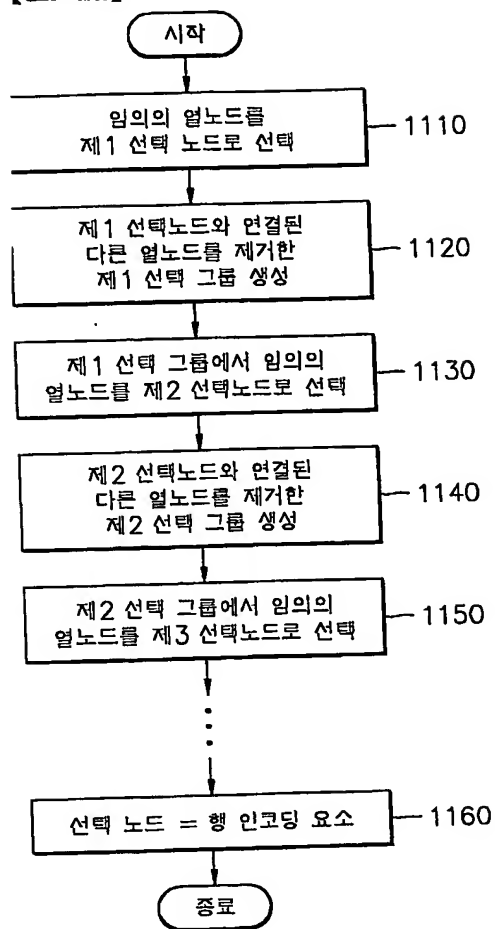 시작
임의의 열노드를
제1 선택 노드로 선택
1110
제1 선택노드와 연결된
다른 열노드를 제거한
제1 선택 그룹 생성
1120
제1 선택 그룹에서 임의의
열노드를 제2 선택노드로 선택
1130
제2 선택노드와 연결된
다른 열노드를 제거한
제2 선택 그룹 생성
1140
제2 선택 그룹에서 임의의
열노드를 제3 선택노드로 선택
1150
선택 노드 = 행 인코딩 요소
1160
종료